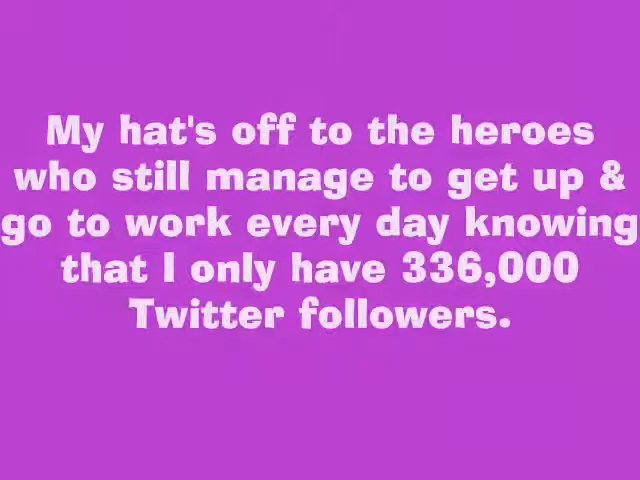 My hat's off to the heroes
who still manage to get up &
go to work every day knowing
that I only have 336,000
Twitter followers.